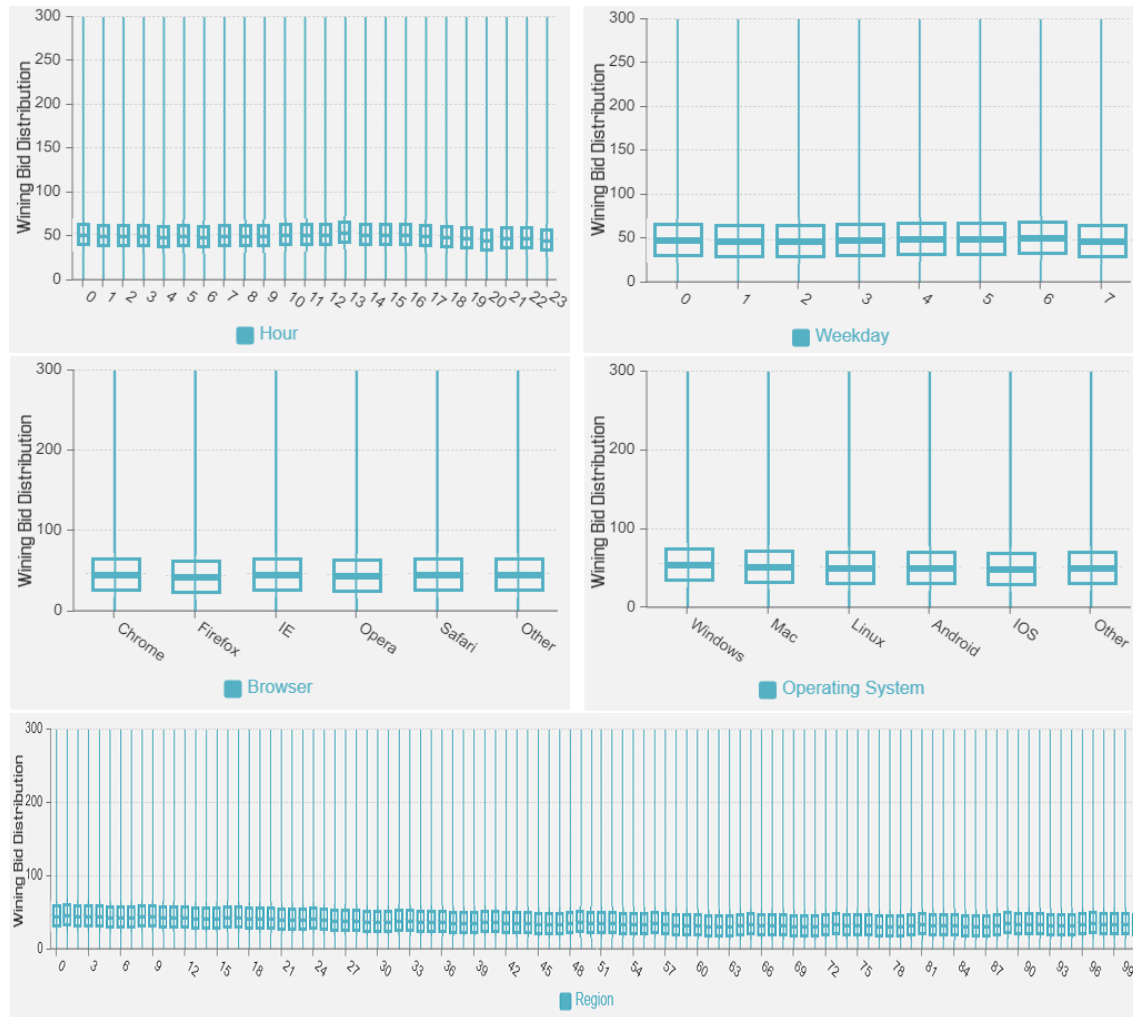 Wining Bid Distribution
300
250
200
150
100
50
0
0 1 2 3 4 5 6 7 8 9 10 11 12 13 14 15 16 17 18 19 20 21 22 23
Hour
Wining Bid Distribution
300
250
200
150
100
50
0
0 1 2 3 4 5 6 7
Weekday
Wining Bid Distribution
300
200
100
0
Chrome Firefox IE Opera Safari Other
Browser
Wining Bid Distribution
300
200
100
0
Windows Mac Linux Android IOS Other
Operating System
Wining Bid Distribution
300
200
100
0
0 3 6 9 12 15 18 21 24 27 30 33 36 39 42 45 48 51 54 57 60 63 66 69 72 75 78 81 84 87 90 93 96 99
Region